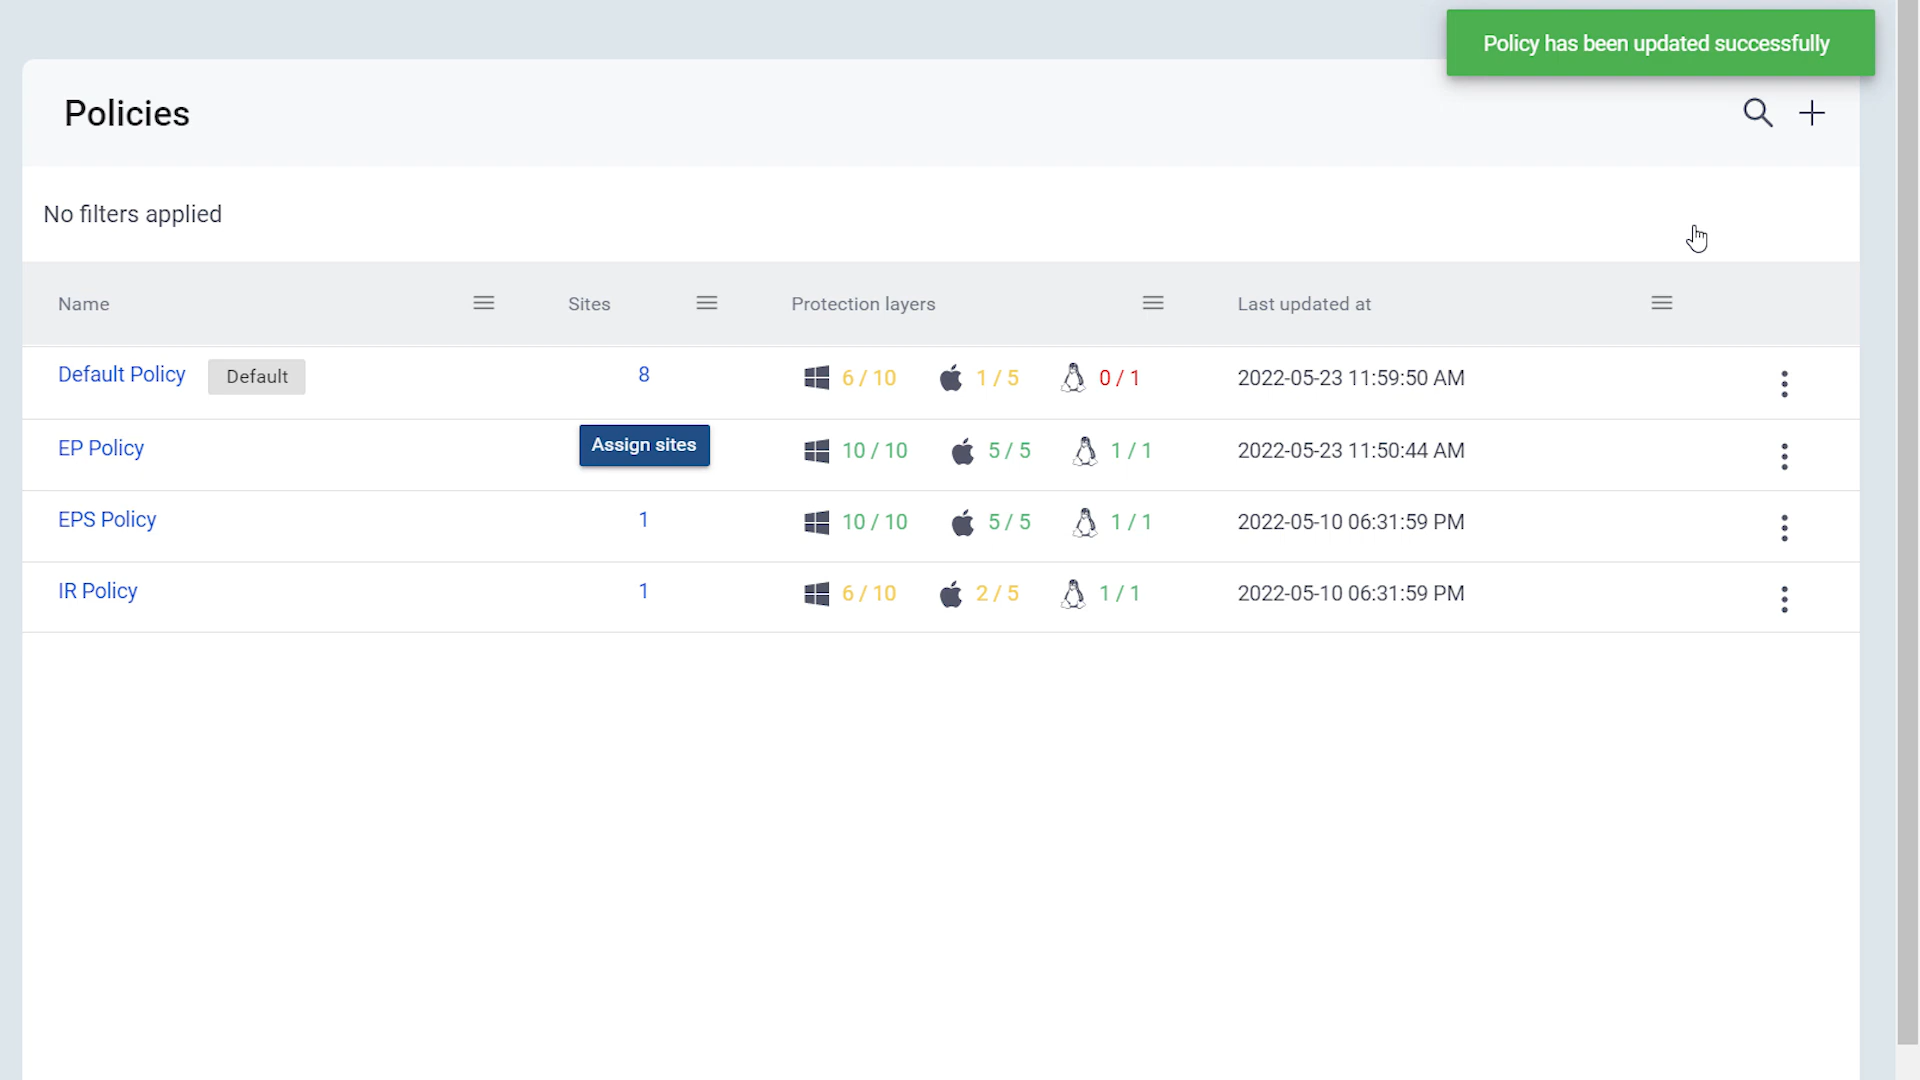 Policy has been updated successfully
Policies
No filters applied
Name Sites Protection layers Last updated at
Default Policy Default 8 6 / 10 1 / 5 0 / 1 2022-05-23 11:59:50 AM
EP Policy Assign sites 10 / 10 5 / 5 1 / 1 2022-05-23 11:50:44 AM
EPS Policy 1 10 / 10 5 / 5 1 / 1 2022-05-10 06:31:59 PM
IR Policy 1 6 / 10 2 / 5 1 / 1 2022-05-10 06:31:59 PM